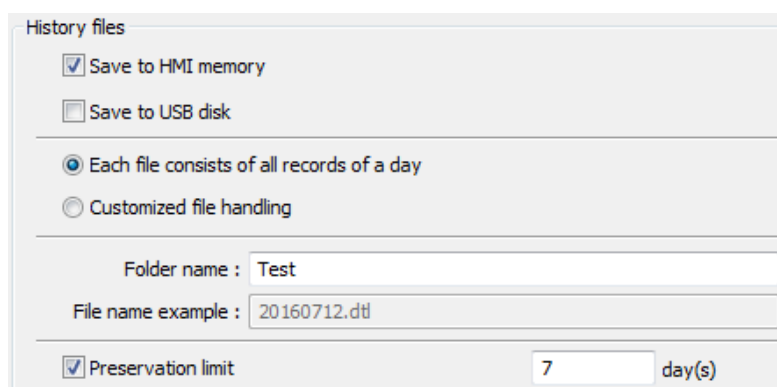 History files
Save to HMI memory
Save to USB disk
Each file consists of all records of a day
Customized file handling
Folder name : Test
File name example : 20160712.dtl
Preservation limit 7 day(s)